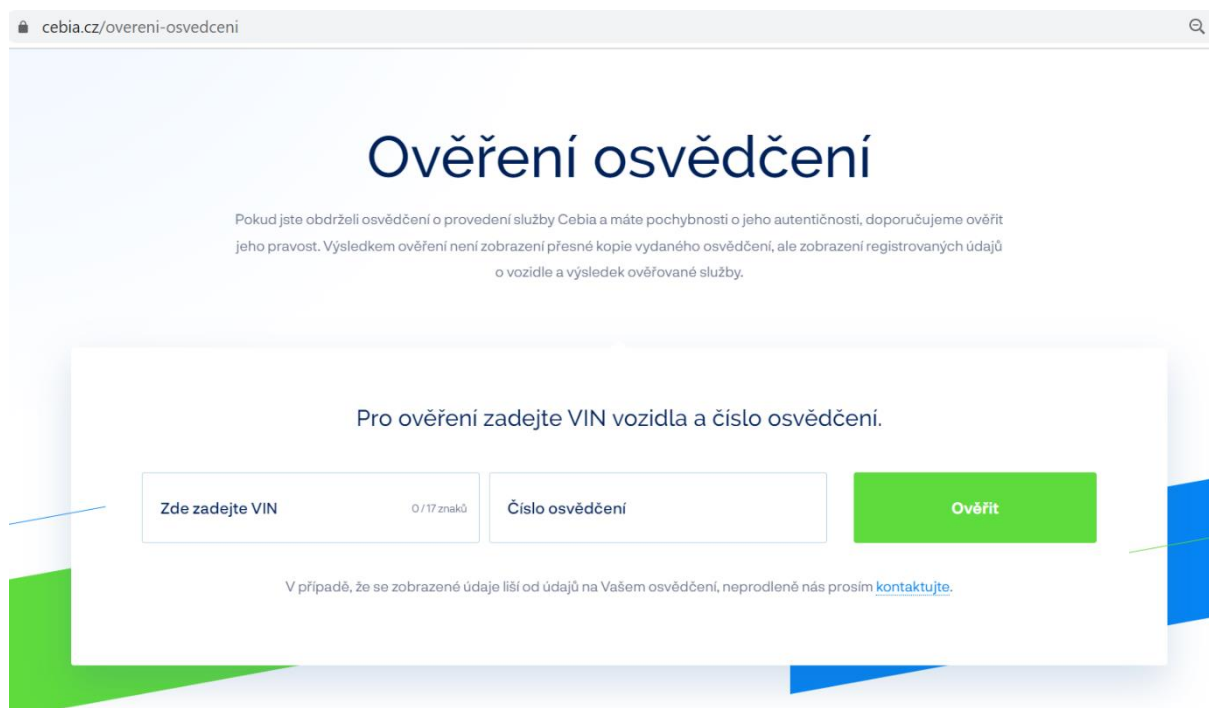 cebia.cz/overeni-osvedceni
Ověření osvědčení
Pokud jste obdrželi osvědčení o provedení služby Cebia a máte pochybnosti o jeho autentičnosti, doporučujeme ověřit
jeho pravost. Výsledkem ověření není zobrazení přesné kopie vydaného osvědčení, ale zobrazení registrovaných údajů
o vozidle a výsledek ověřované služby.
Pro ověření zadejte VIN vozidla a číslo osvědčení.
Zde zadejte VIN 0/17 znaků Číslo osvědčení Ověřit
V případě, že se zobrazené údaje liší od údajů na Vašem osvědčení, neprodleně nás prosím kontaktujte.